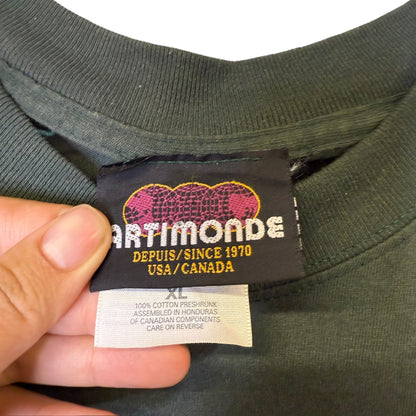 ARTIMONDE
DEPUIS/SINCE 1970
USA/CANADA
XL
100% COTTON PRESHRUNK
ASSEMBLED IN HONDURAS
OF CANADIAN COMPONENTS
CARE ON REVERSE